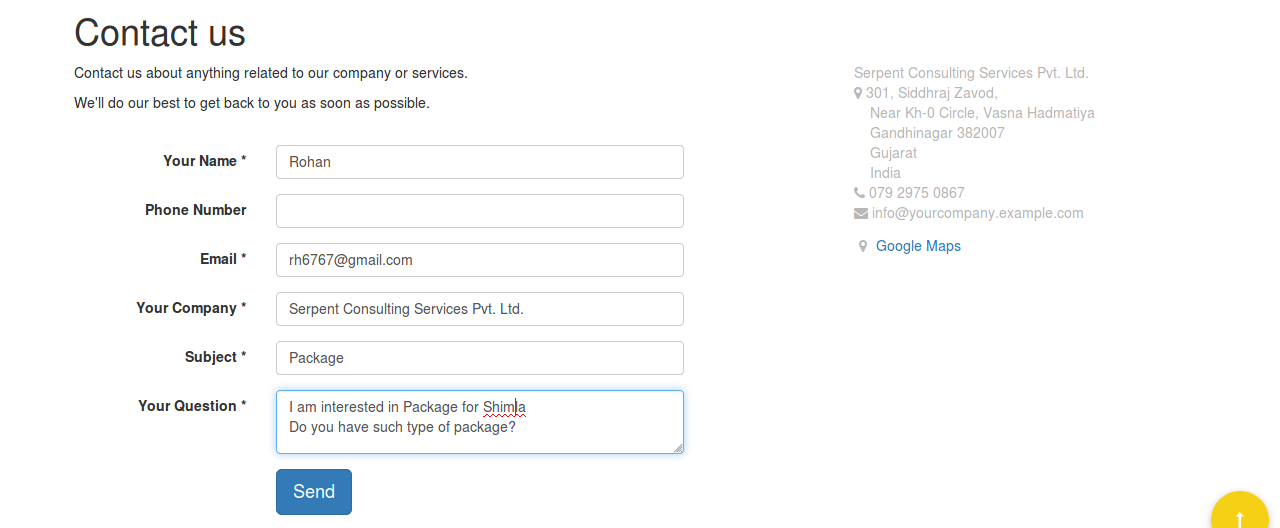 Contact us
Contact us about anything related to our company or services.
We'll do our best to get back to you as soon as possible.
Your Name * Rohan
Phone Number
Email * rh6767@gmail.com
Your Company * Serpent Consulting Services Pvt. Ltd.
Subject * Package
Your Question * I am interested in Package for Shimla
Do you have such type of package?
Send
Serpent Consulting Services Pvt. Ltd.
301, Siddhraj Zavod,
Near Kh-0 Circle, Vasna Hadmatiya
Gandhinagar 382007
Gujarat
India
079 2975 0867
info@yourcompany.example.com
Google Maps